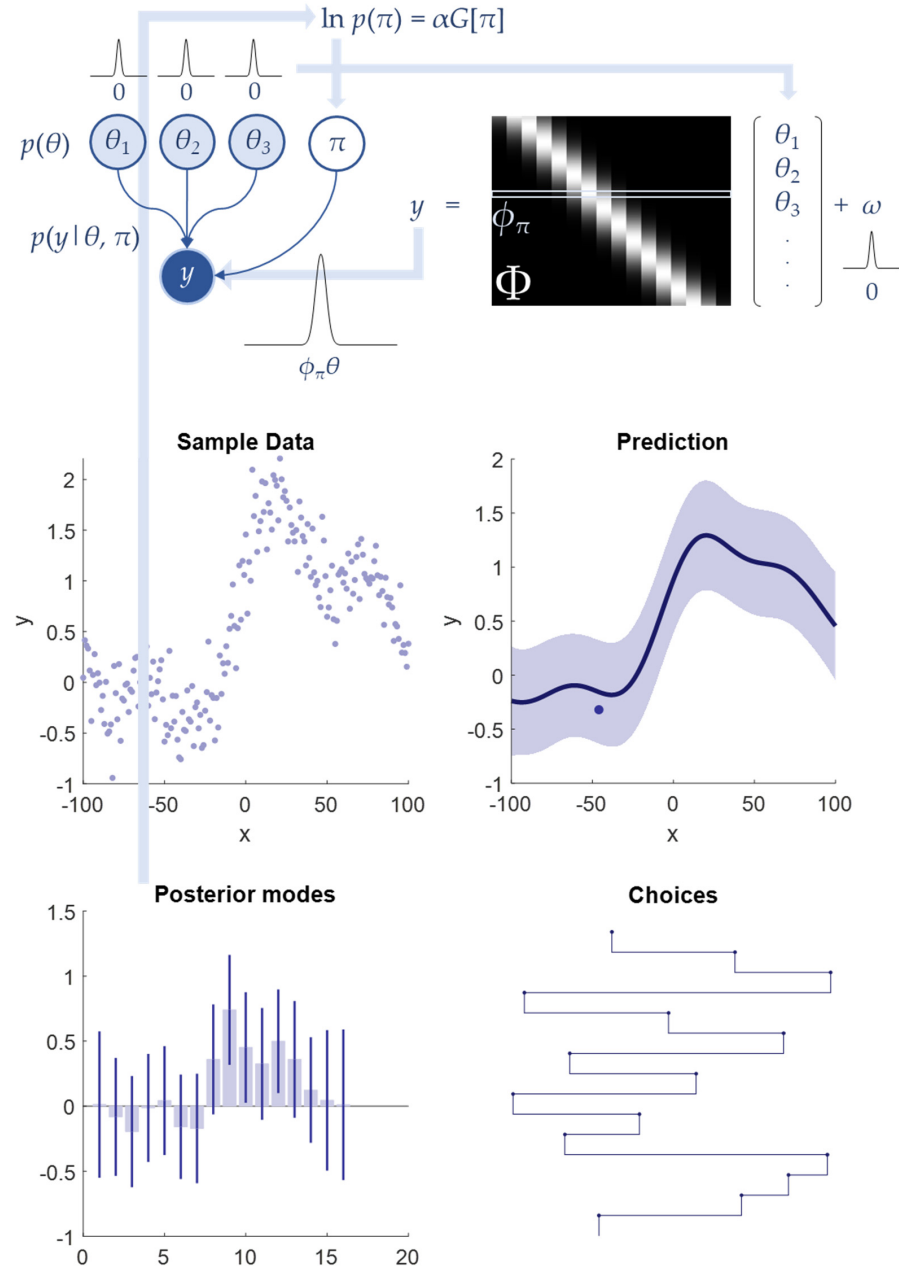 ln p(π) = αG[π]
0 0 0 0
p(θ) θ₁ θ₂ θ₃ π
θ₁
θ₂
θ₃
.
.
.
y = ϕπ + ω
p(y|θ, π)
y
Φ
0
ϕπθ
Sample Data
2
1.5
1
0.5
0
-0.5
-1
y
-100 -50 0 50 100
x
Prediction
2
1.5
1
0.5
0
-0.5
-1
y
-100 -50 0 50 100
x
Posterior modes
1.5
1
0.5
0
-0.5
-1
0 5 10 15 20
Choices